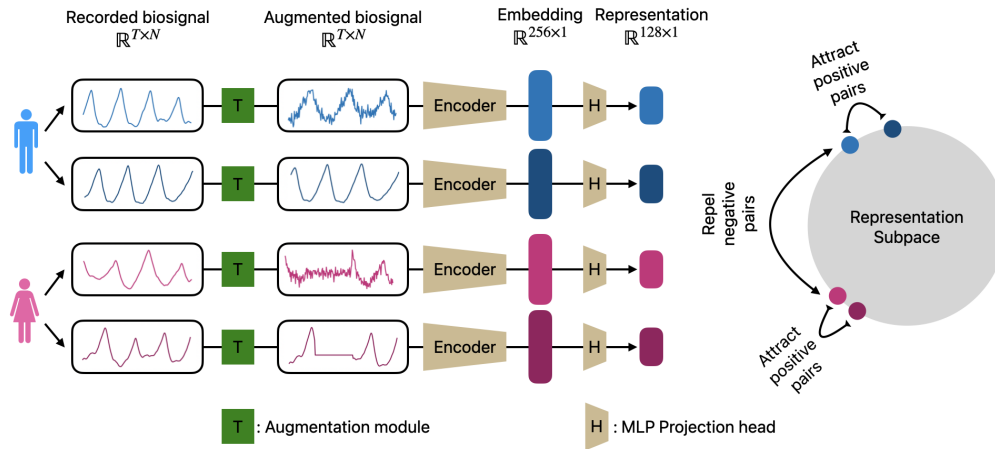 Recorded biosignal
ℝ^{T×N}
Augmented biosignal
ℝ^{T×N}
Embedding
ℝ^{256×1}
Representation
ℝ^{128×1}
T
Encoder
H
T
Encoder
H
T
Encoder
H
T
Encoder
H
Attract
positive
pairs
Repel
negative
pairs
Representation
Subpace
Attract
positive
pairs
T : Augmentation module
H : MLP Projection head